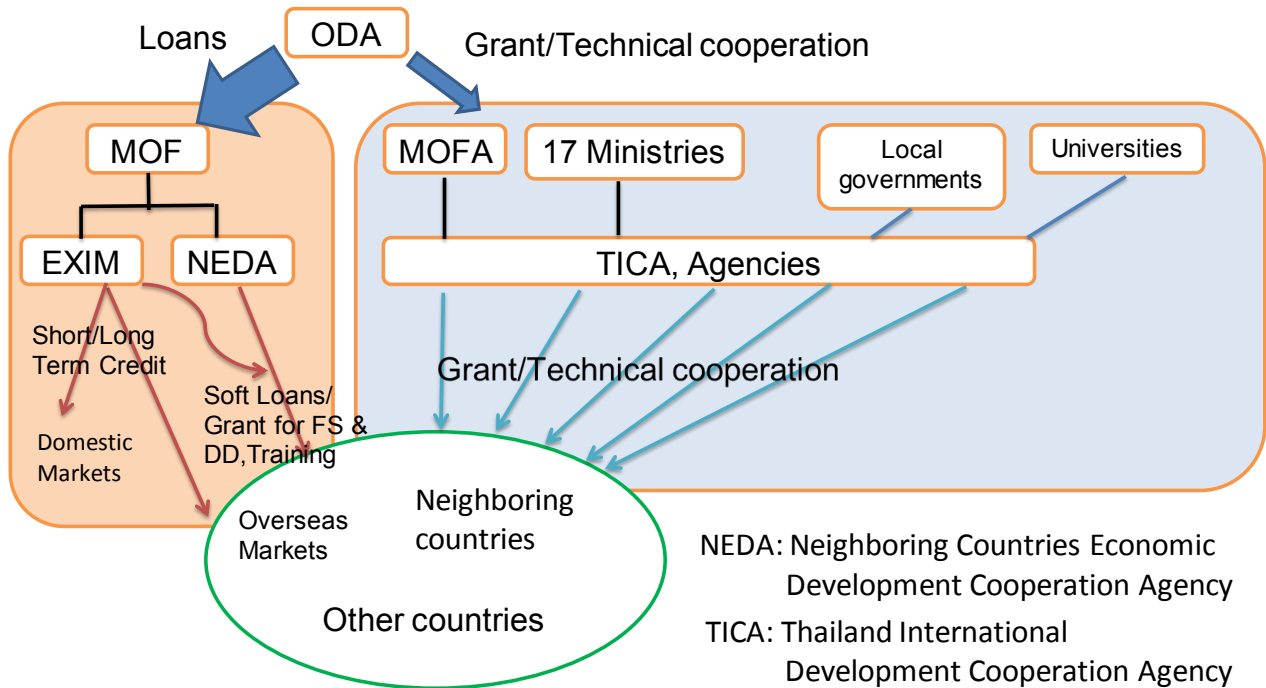 Loans
ODA
Grant/Technical cooperation
MOF
EXIM
NEDA
Short/Long
Term Credit
Soft Loans/
Grant for FS &
DD,Training
Domestic
Markets
MOFA
17 Ministries
Local
governments
Universities
TICA, Agencies
Grant/Technical cooperation
Overseas
Markets
Neighboring
countries
Other countries
NEDA: Neighboring Countries Economic
Development Cooperation Agency
TICA: Thailand International
Development Cooperation Agency